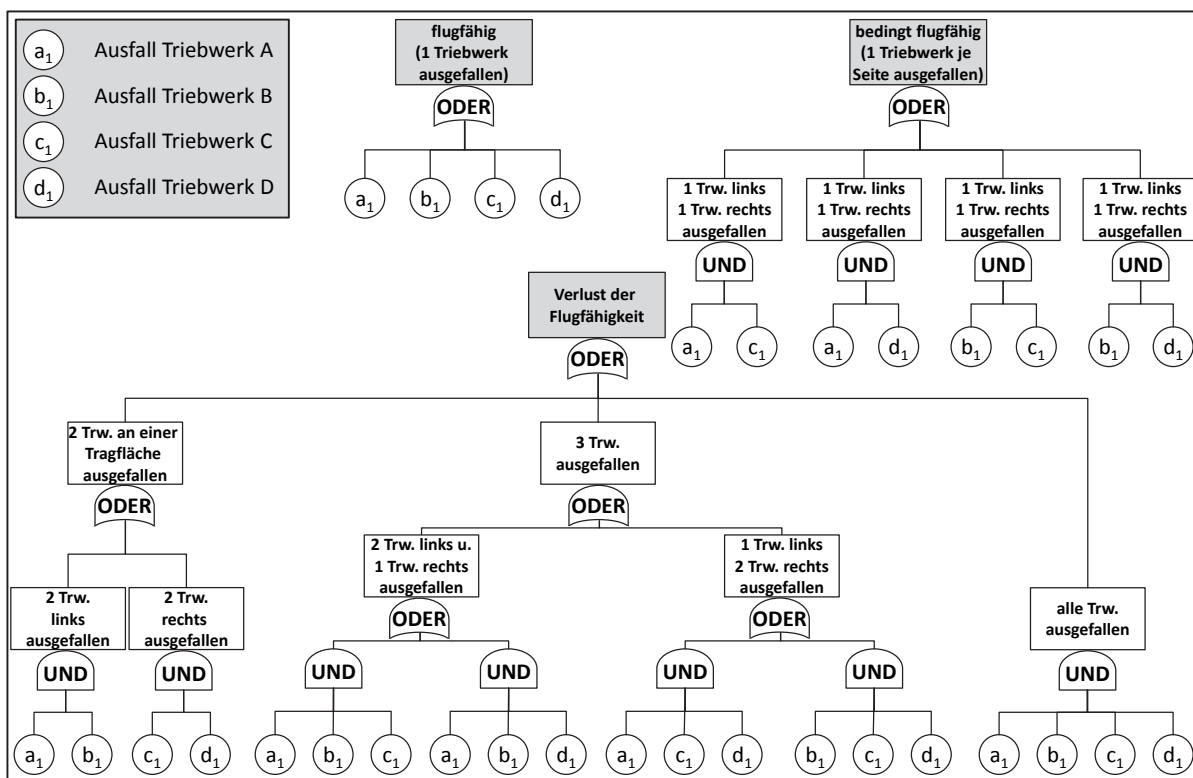 a1 Ausfall Triebwerk A
b1 Ausfall Triebwerk B
c1 Ausfall Triebwerk C
d1 Ausfall Triebwerk D
flugfähig
(1 Triebwerk
ausgefallen)
ODER
a1 b1 c1 d1
bedingt flugfähig
(1 Triebwerk je
Seite ausgefallen)
ODER
1 Trw. links
1 Trw. rechts
ausgefallen
UND
a1 c1
1 Trw. links
1 Trw. rechts
ausgefallen
UND
a1 d1
1 Trw. links
1 Trw. rechts
ausgefallen
UND
b1 c1
1 Trw. links
1 Trw. rechts
ausgefallen
UND
b1 d1
Verlust der
Flugfähigkeit
ODER
2 Trw. an einer
Tragfläche
ausgefallen
ODER
2 Trw.
links
ausgefallen
UND
a1 b1
2 Trw.
rechts
ausgefallen
UND
c1 d1
3 Trw.
ausgefallen
ODER
2 Trw. links u.
1 Trw. rechts
ausgefallen
ODER
UND
a1 b1 c1
UND
a1 b1 d1
1 Trw. links
2 Trw. rechts
ausgefallen
ODER
UND
a1 c1 d1
UND
b1 c1 d1
alle Trw.
ausgefallen
UND
a1 b1 c1 d1